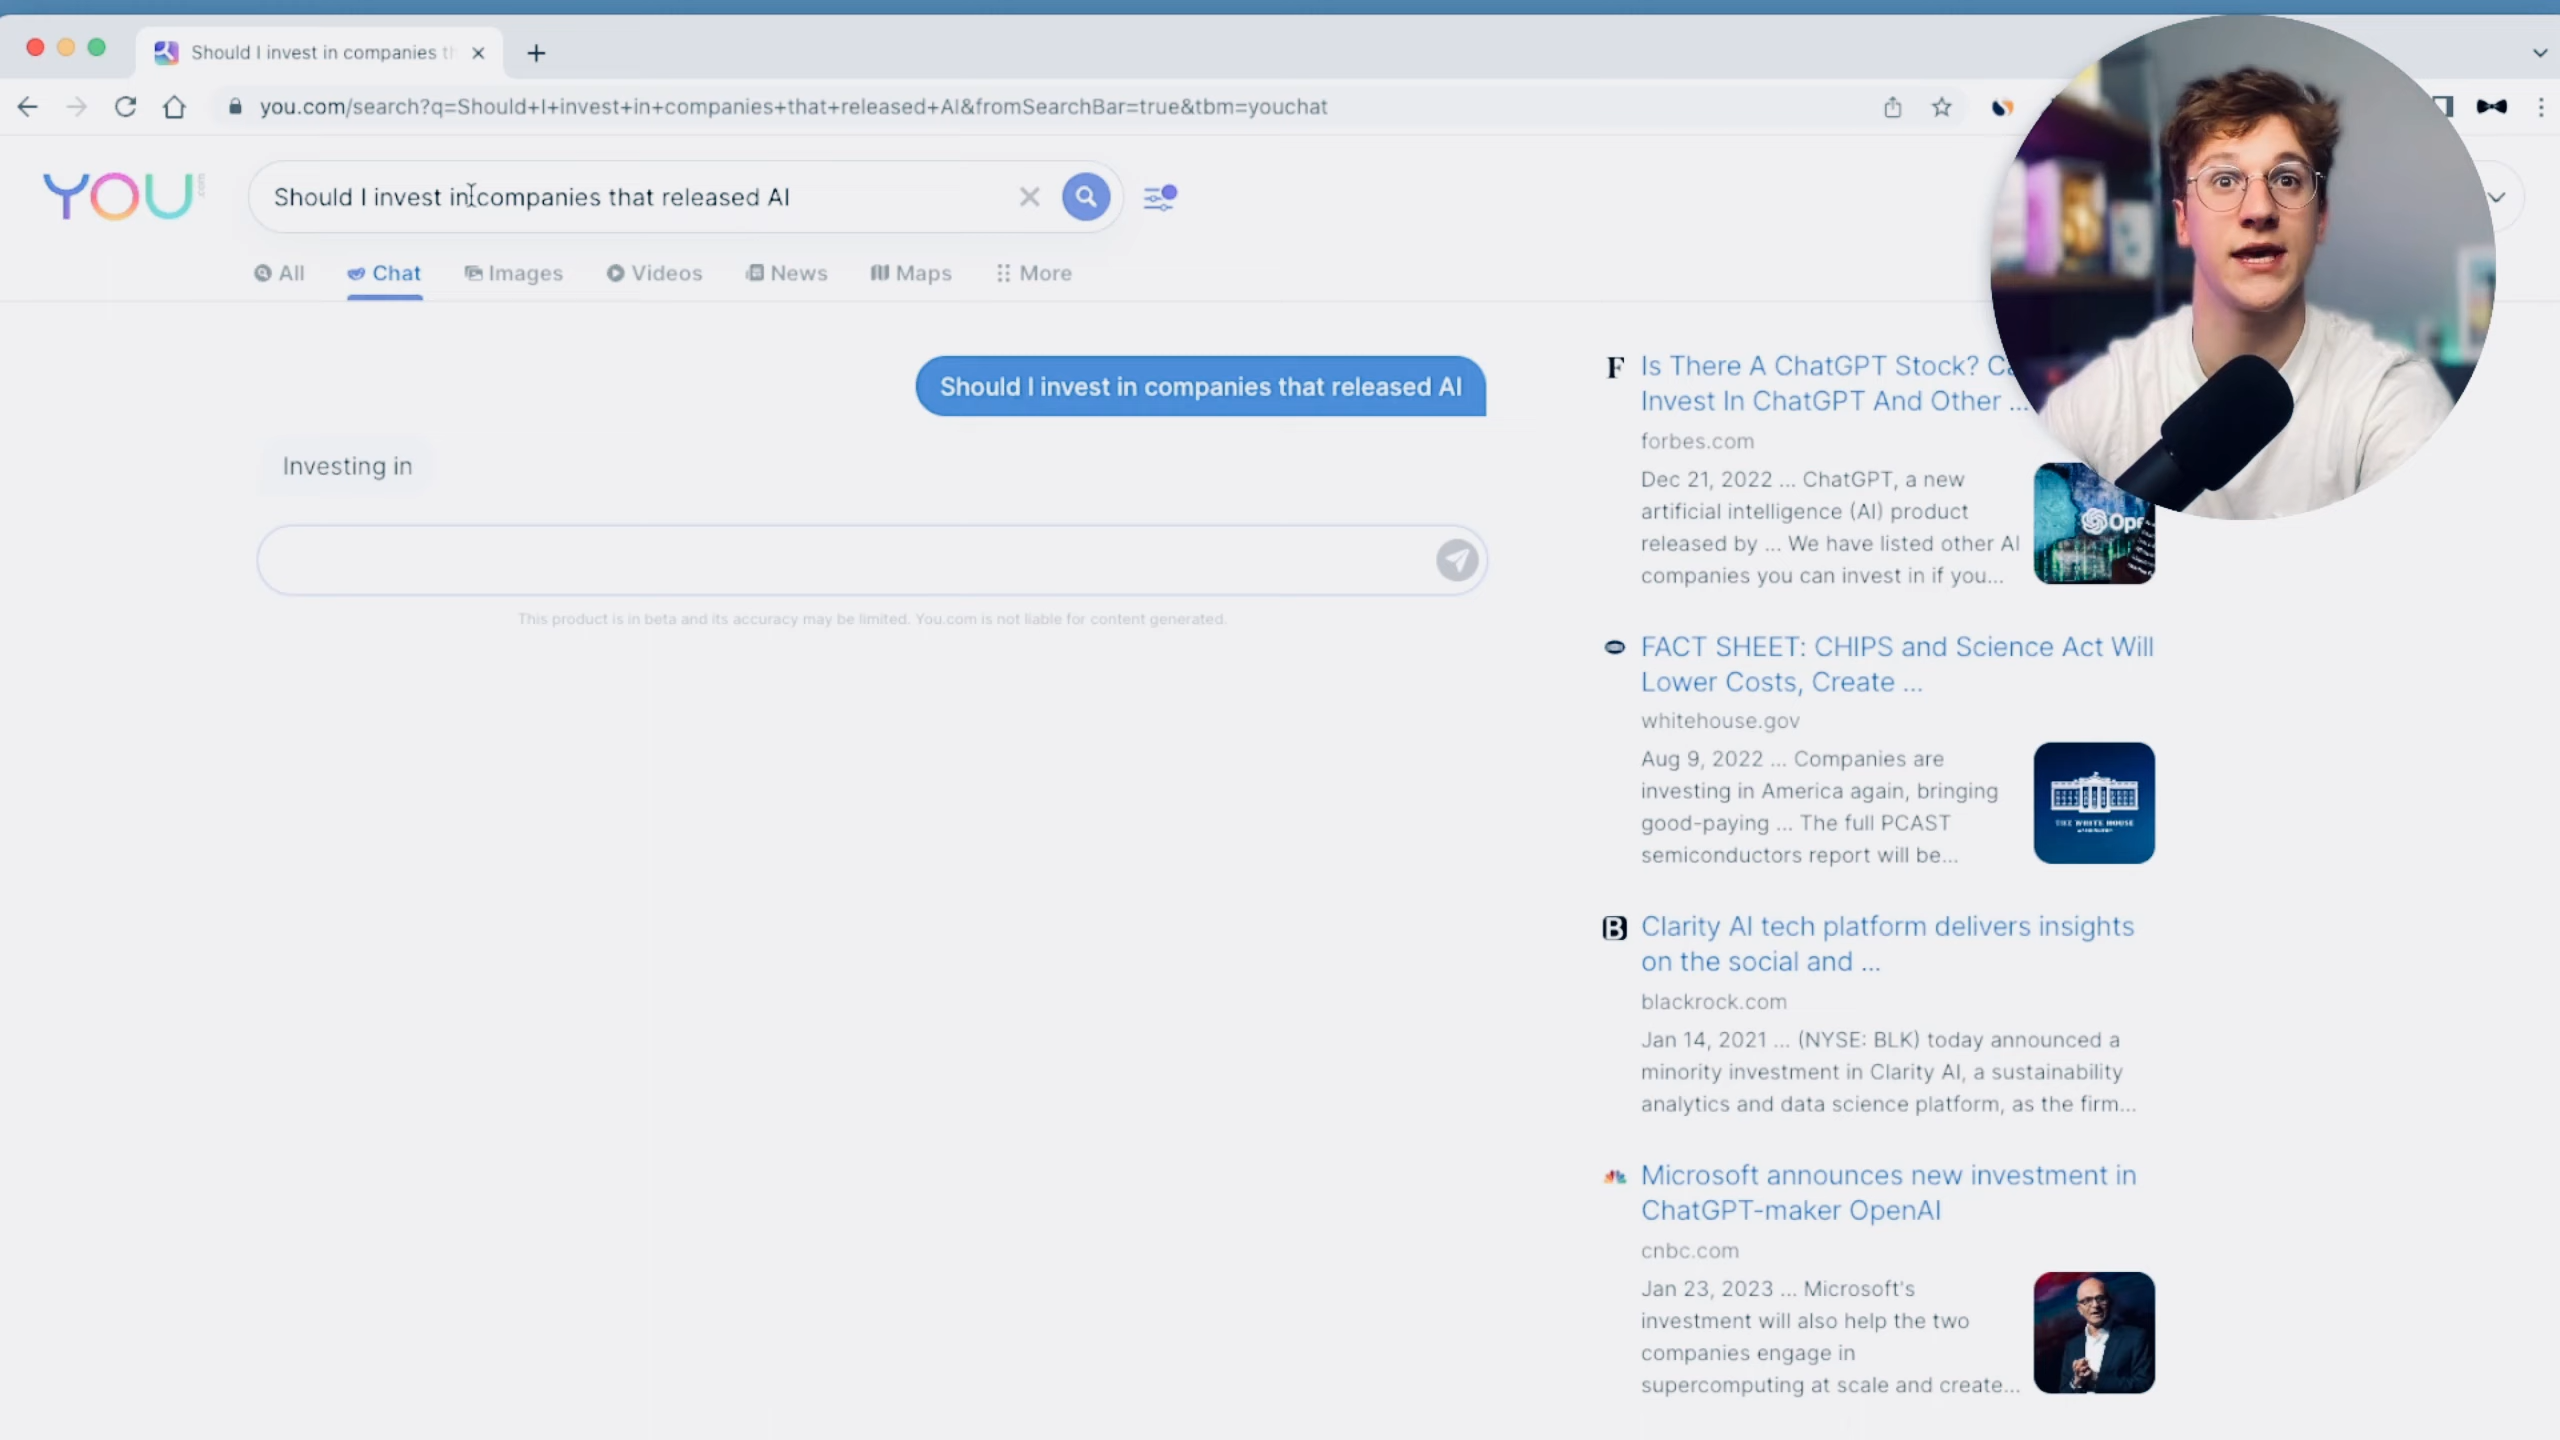 Should I invest in companies th
you.com/search?q=Should+I+invest+in+companies+that+released+AI&fromSearchBar=true&tbm=youchat
YOU.com
Should I invest in companies that released AI
All
Chat
Images
Videos
News
Maps
More
Should I invest in companies that released AI
Investing in
This product is in beta and its accuracy may be limited. You.com is not liable for content generated.
F Is There A ChatGPT Stock? C
Invest In ChatGPT And Other ...
forbes.com
Dec 21, 2022 ... ChatGPT, a new
artificial intelligence (AI) product
released by ... We have listed other AI
companies you can invest in if you...
Ope
FACT SHEET: CHIPS and Science Act Will
Lower Costs, Create ...
whitehouse.gov
Aug 9, 2022 ... Companies are
investing in America again, bringing
good-paying ... The full PCAST
semiconductors report will be...
THE WHITE HOUSE
B Clarity AI tech platform delivers insights
on the social and ...
blackrock.com
Jan 14, 2021 ... (NYSE: BLK) today announced a
minority investment in Clarity AI, a sustainability
analytics and data science platform, as the firm...
Microsoft announces new investment in
ChatGPT-maker OpenAI
cnbc.com
Jan 23, 2023 ... Microsoft's
investment will also help the two
companies engage in
supercomputing at scale and create...